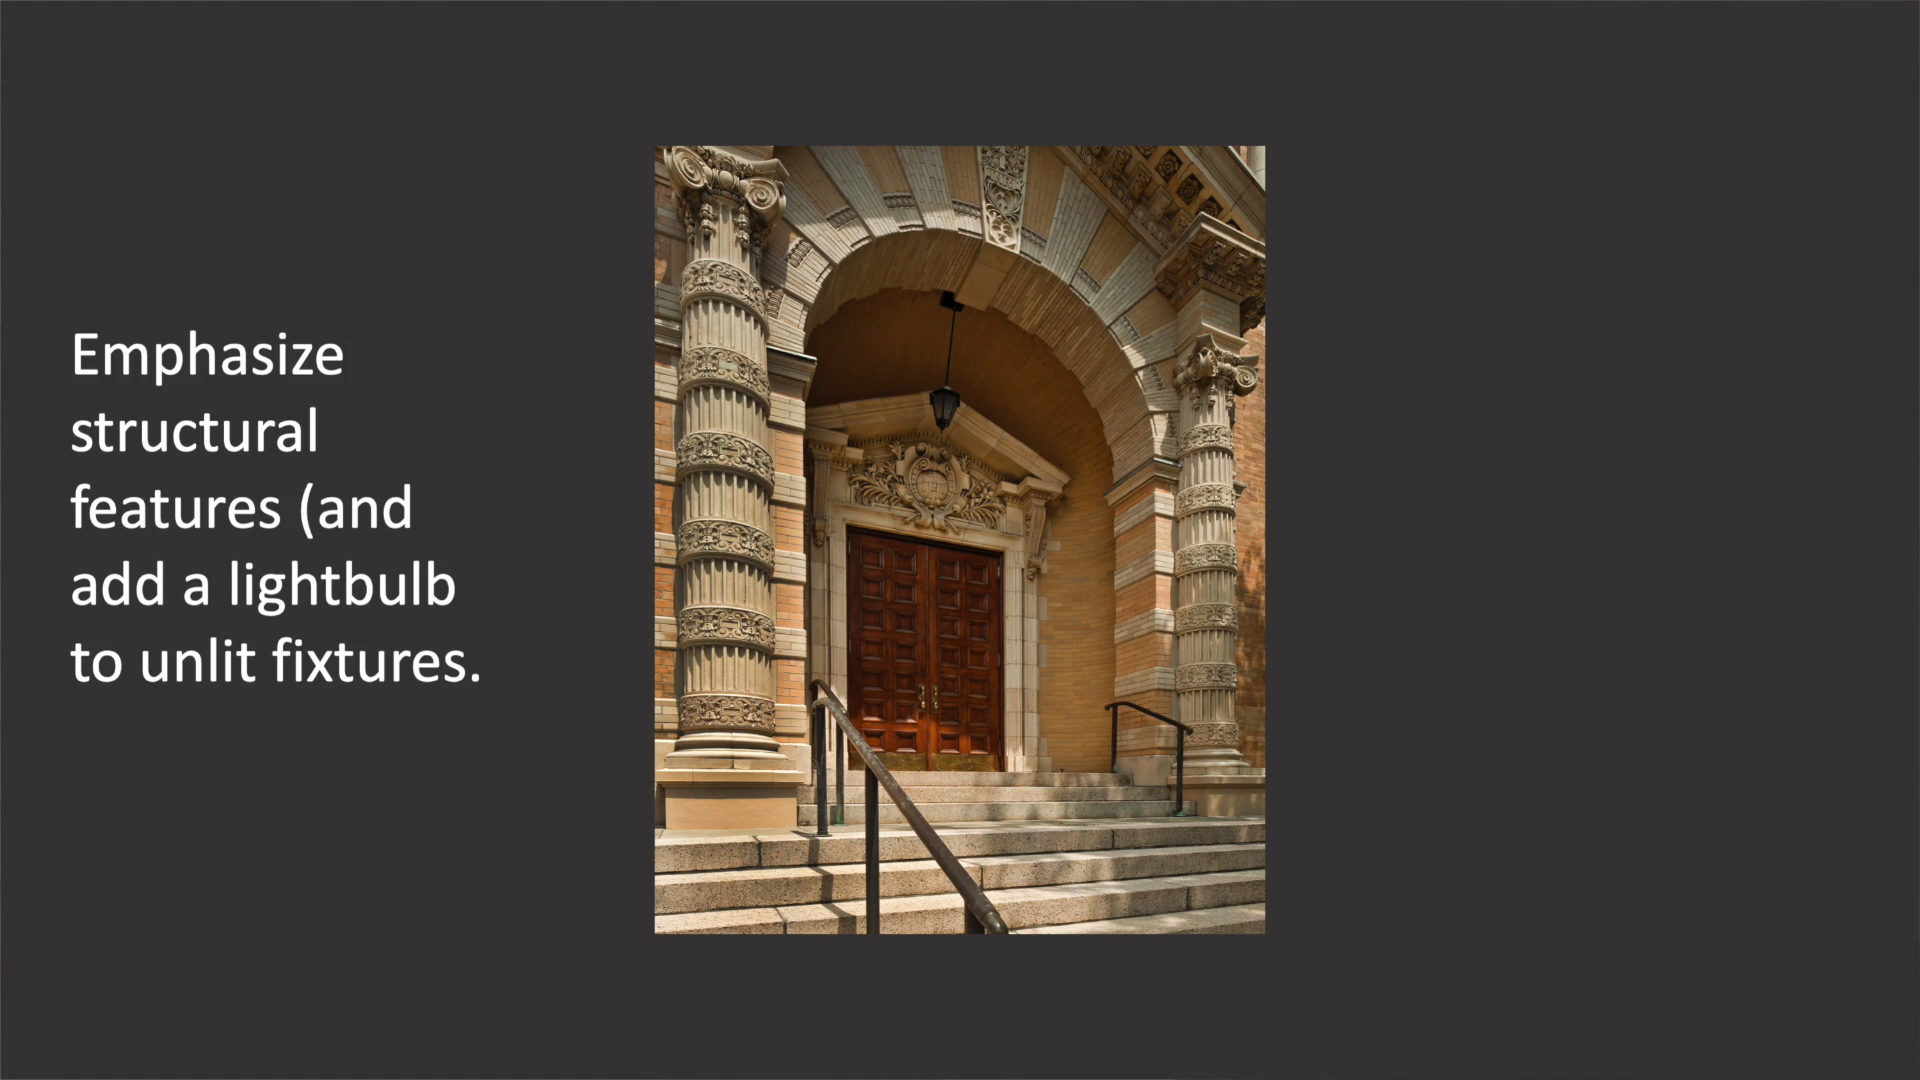 Emphasize
structural
features (and
add a lightbulb
to unlit fixtures.